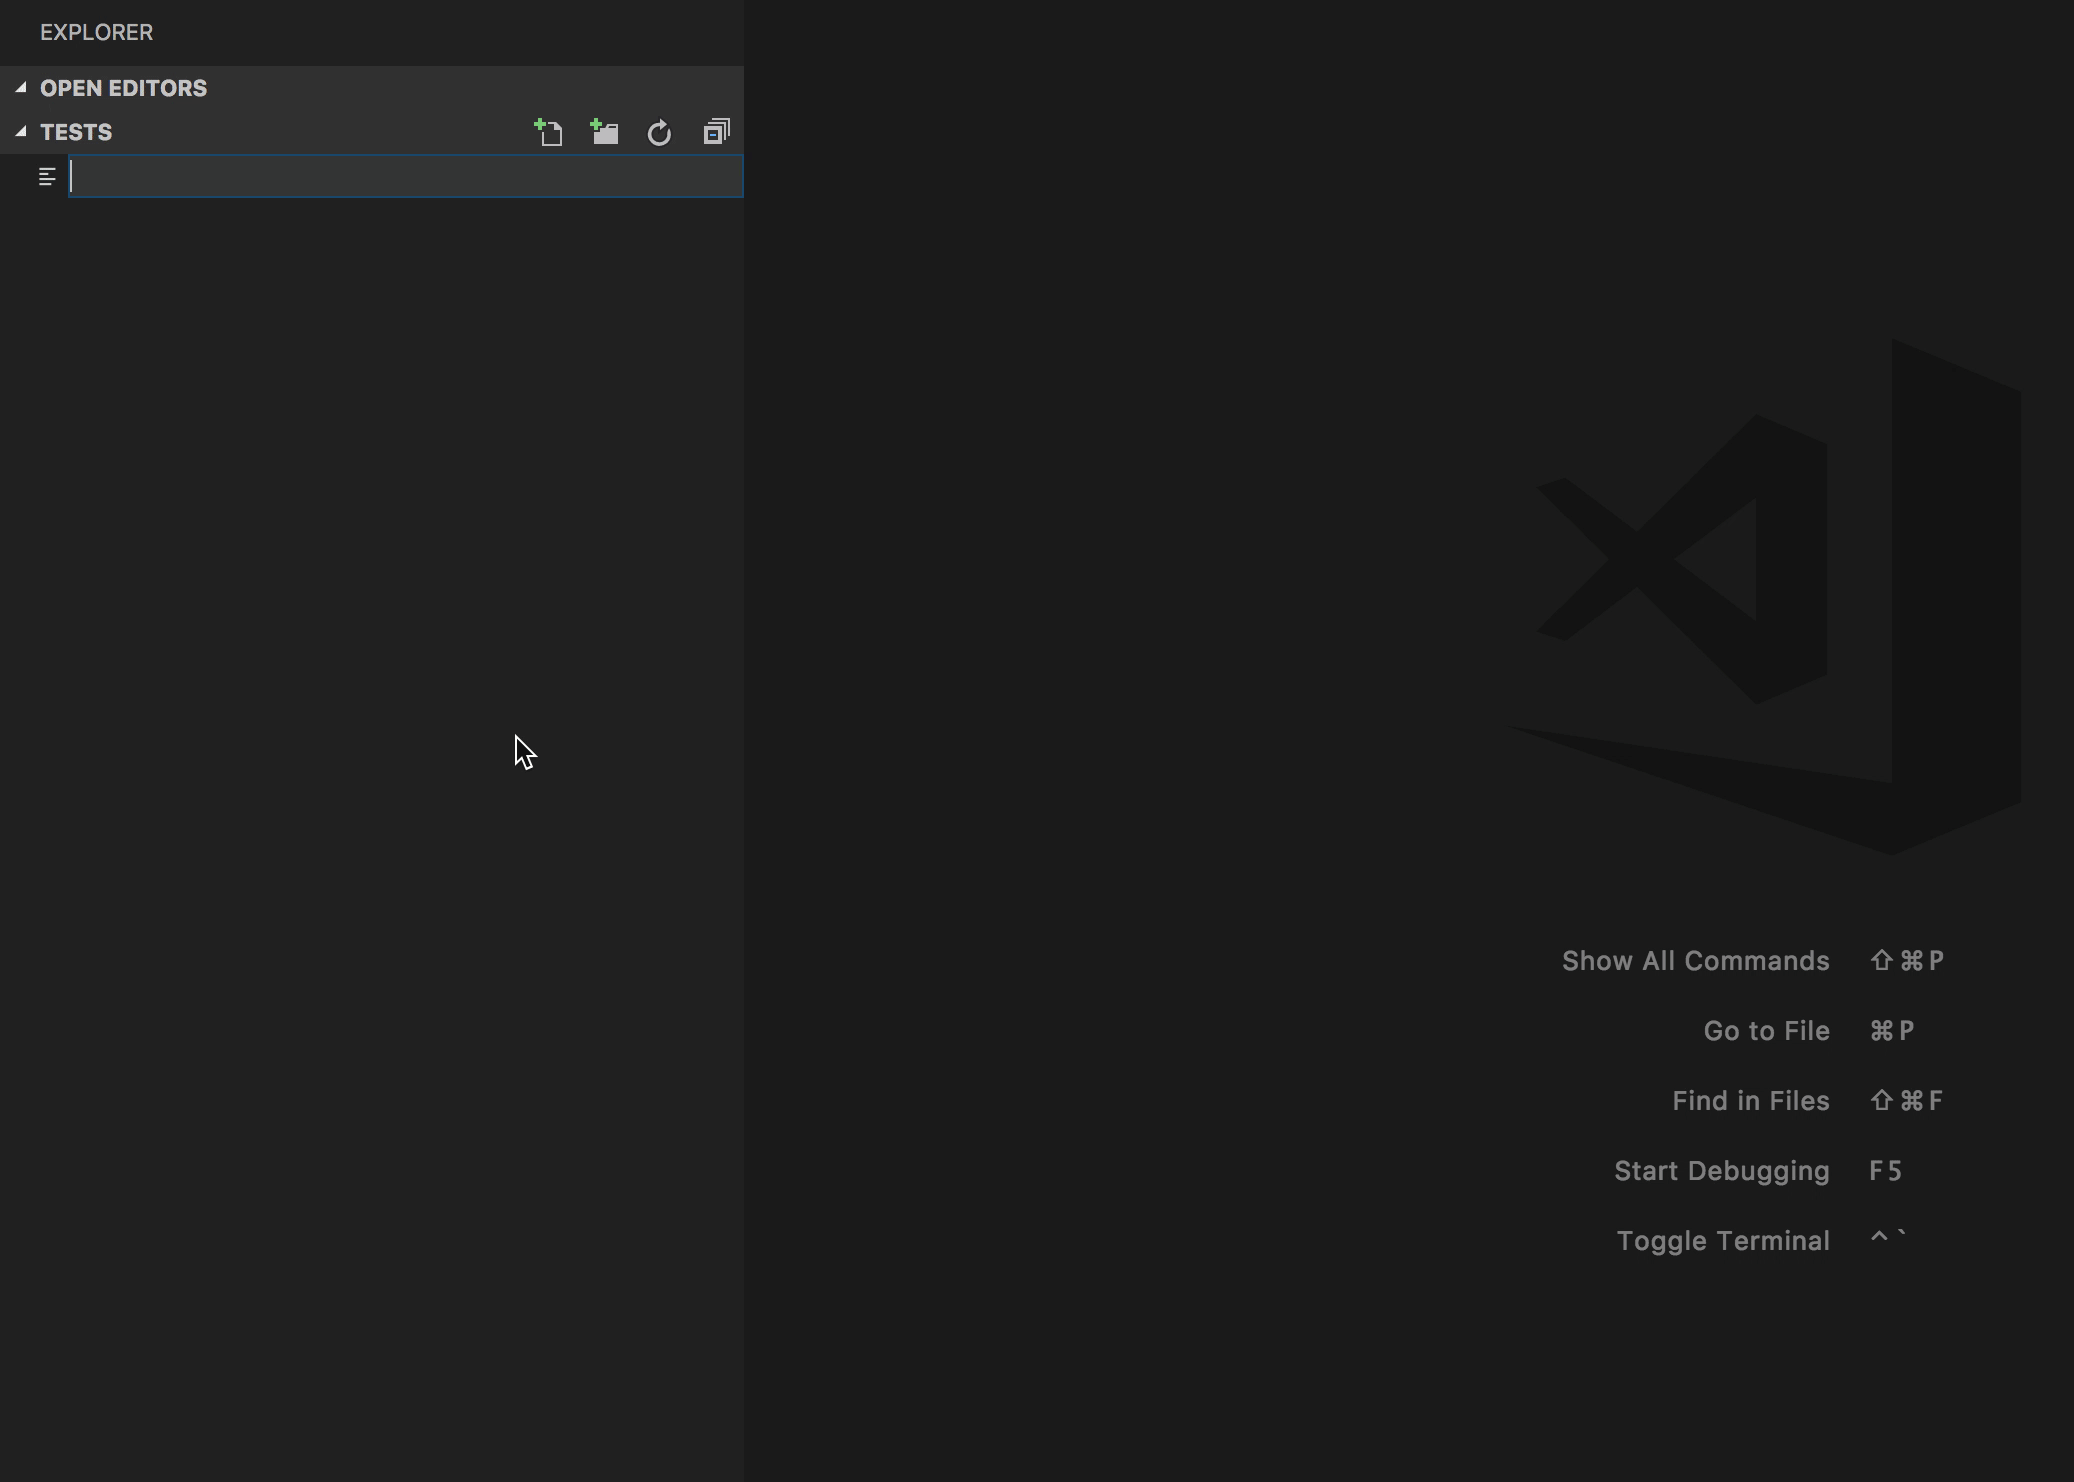 EXPLORER
OPEN EDITORS
TESTS
Show All Commands ⇧⌘P
Go to File ⌘P
Find in Files ⇧⌘F
Start Debugging F5
Toggle Terminal ^`